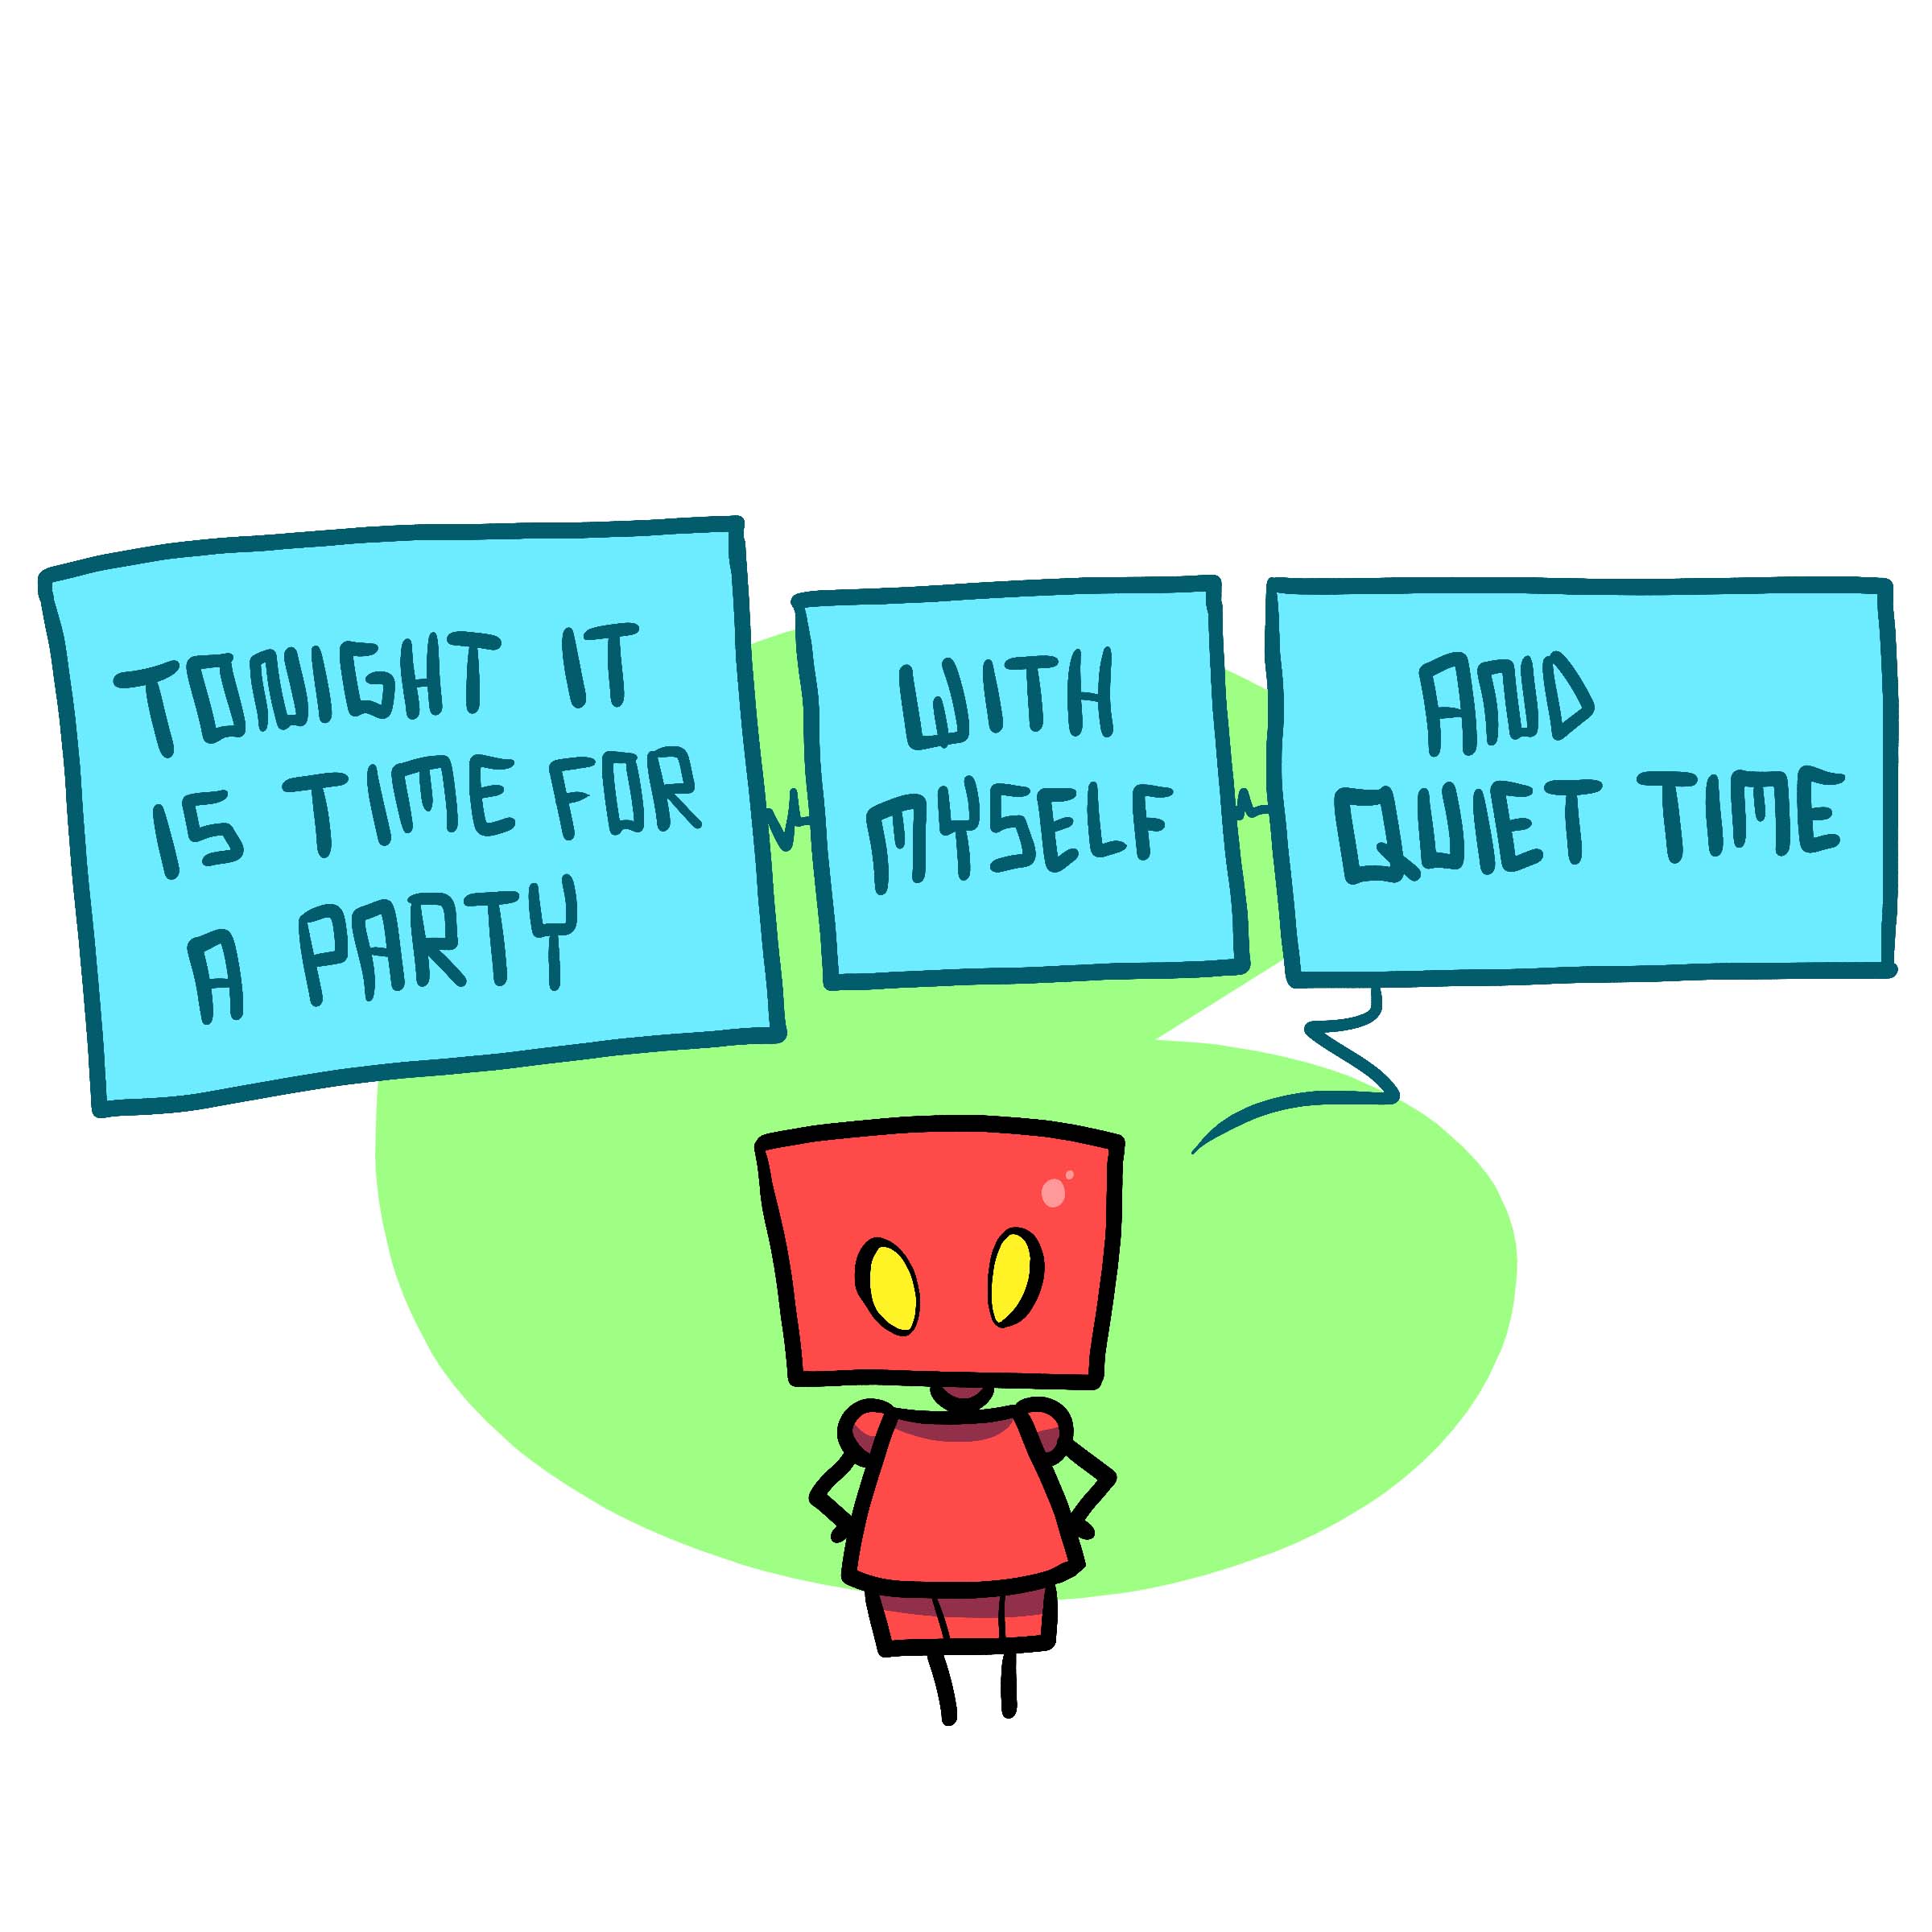 TONIGHT IT
IS TIME FOR
A PARTY
WITH
MYSELF
AND
QUIET TIME